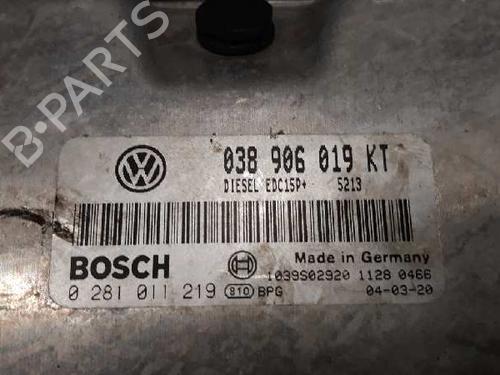 B-PARTS
038 906 019 KT
DIESEL EDC15P+ 5213
BOSCH
Made in Germany
1039S02920 1128 0466
0 281 011 219 810 BPG 04-03-20